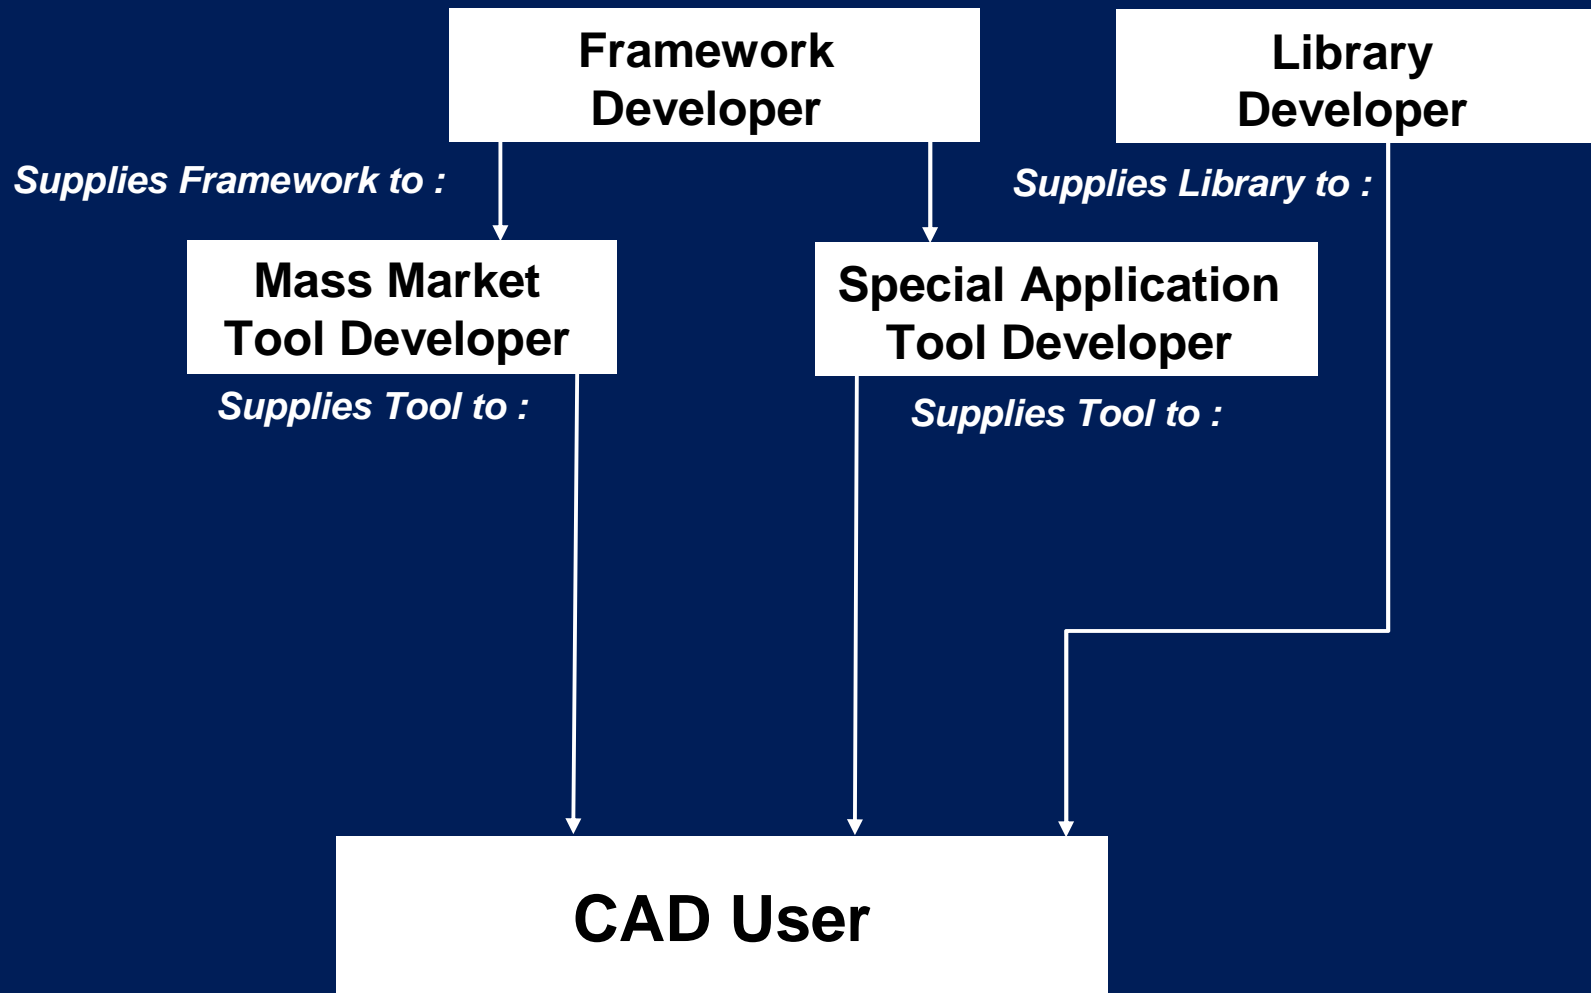 Framework
Developer
Library
Developer
Supplies Framework to :
Supplies Library to :
Mass Market
Tool Developer
Special Application
Tool Developer
Supplies Tool to :
Supplies Tool to :
CAD User